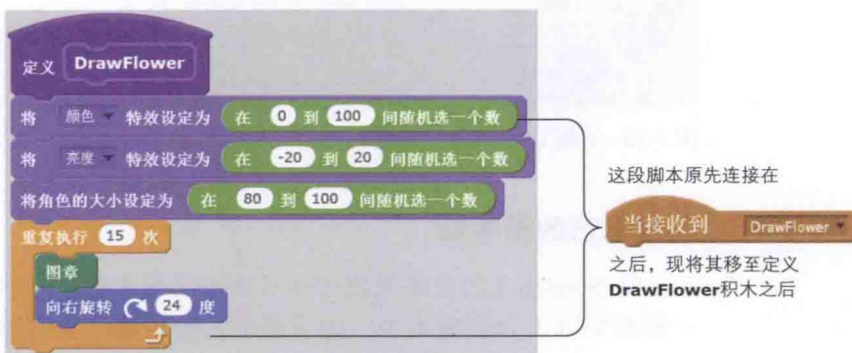 定义 DrawFlower
将 颜色 特效设定为 在 0 到 100 间随机选一个数
将 亮度 特效设定为 在 -20 到 20 间随机选一个数
将角色的大小设定为 在 80 到 100 间随机选一个数
重复执行 15 次
图章
向右旋转 24 度
这段脚本原先连接在
当接收到 DrawFlower
之后，现将其移至定义
DrawFlower积木之后